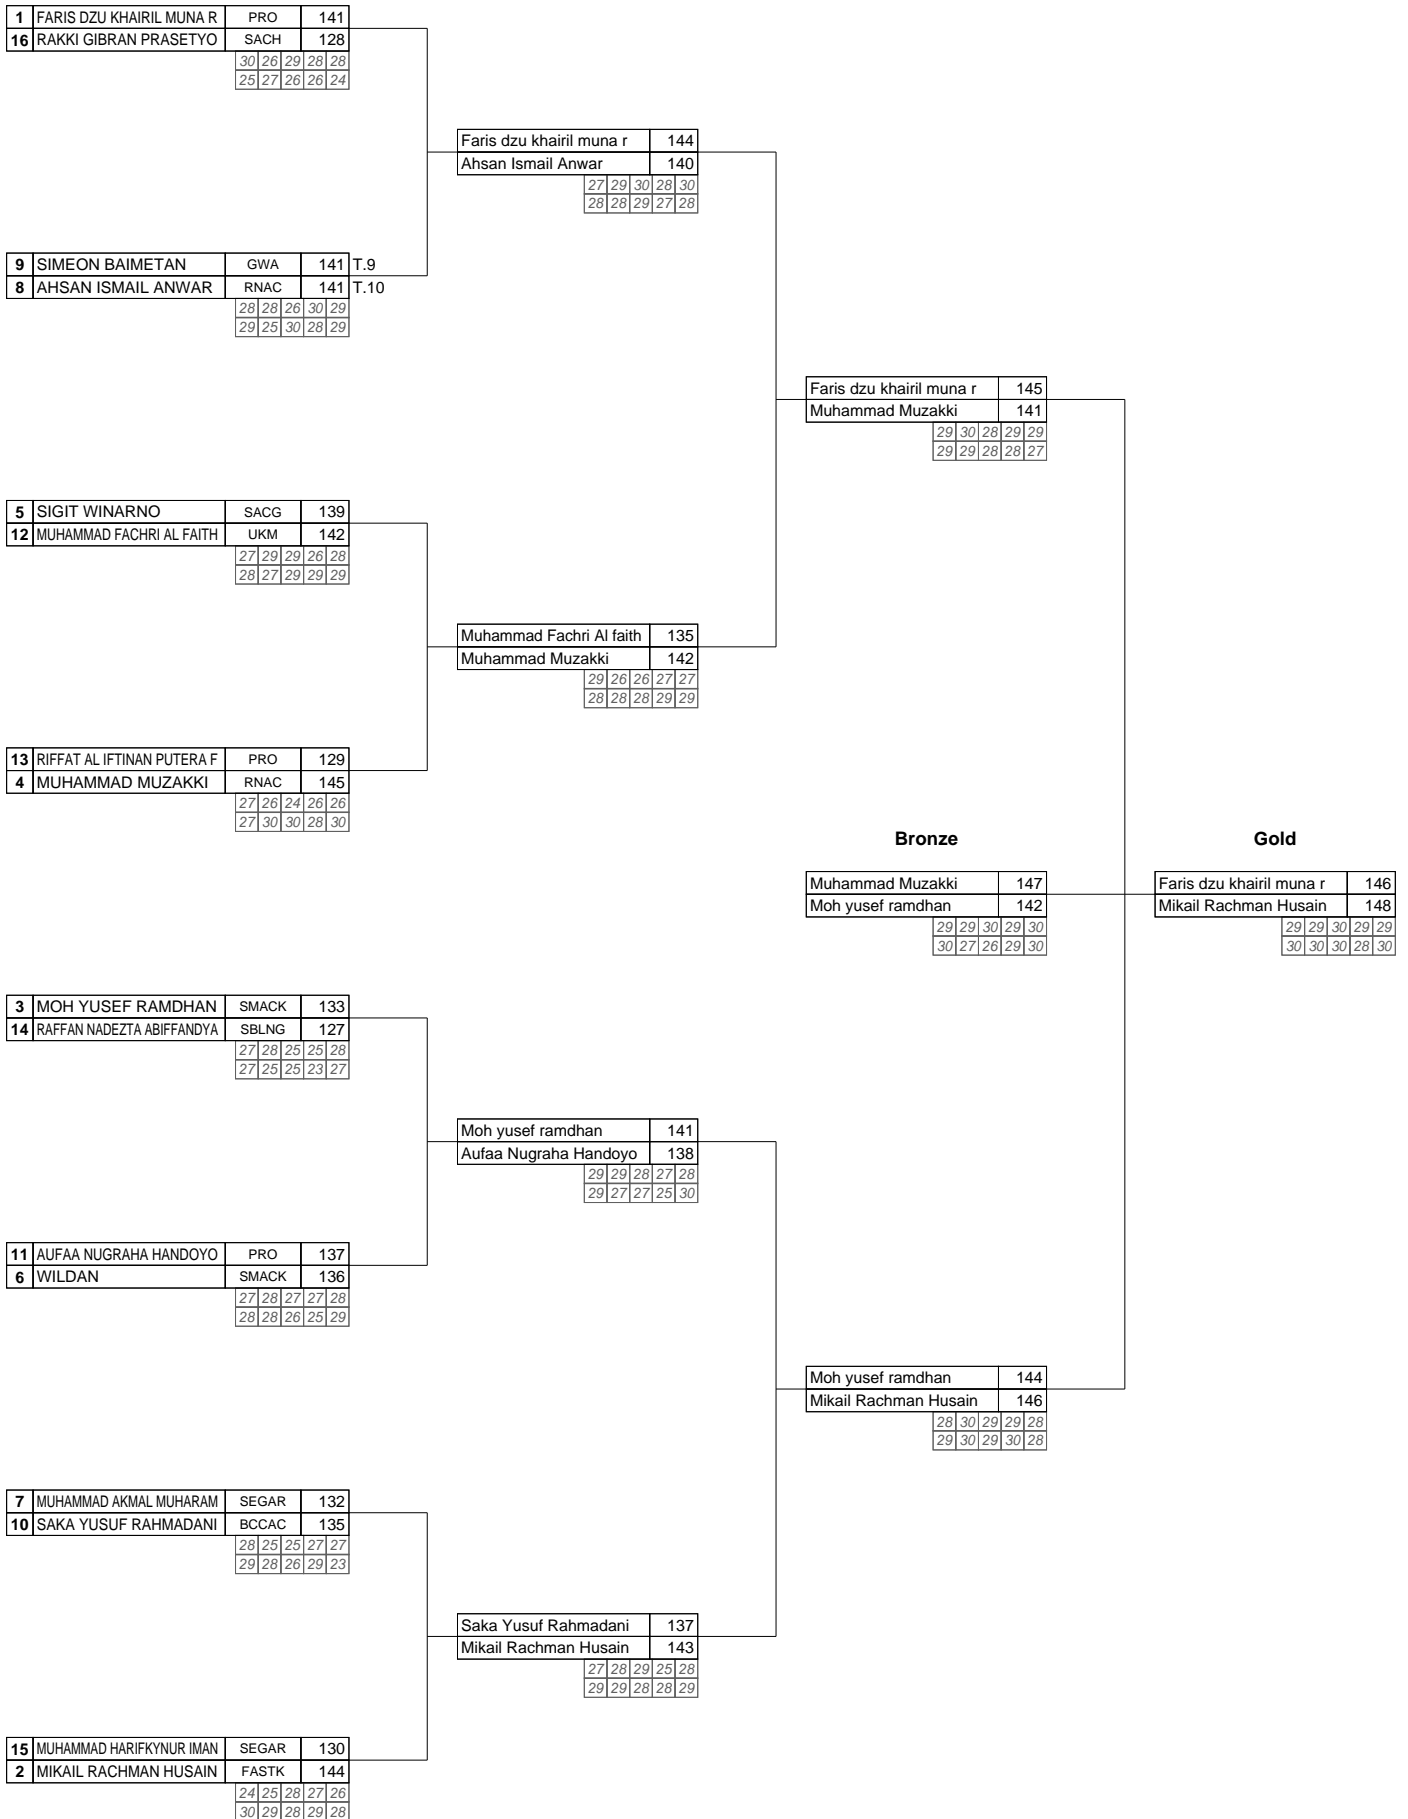 1 FARIS DZU KHAIRIL MUNA R PRO 141
16 RAKKI GIBRAN PRASETYO SACH 128
30 26 29 28 28
25 27 26 26 24
Faris dzu khairil muna r 144
Ahsan Ismail Anwar 140
27 29 30 28 30
28 28 29 27 28
9 SIMEON BAIMETAN GWA 141 T.9
8 AHSAN ISMAIL ANWAR RNAC 141 T.10
28 28 26 30 29
29 25 30 28 29
Faris dzu khairil muna r 145
Muhammad Muzakki 141
29 30 28 29 29
29 29 28 28 27
5 SIGIT WINARNO SACG 139
12 MUHAMMAD FACHRI AL FAITH UKM 142
27 29 29 26 28
28 27 29 29 29
Muhammad Fachri Al faith 135
Muhammad Muzakki 142
29 26 26 27 27
28 28 28 29 29
13 RIFFAT AL IFTINAN PUTERA F PRO 129
4 MUHAMMAD MUZAKKI RNAC 145
27 26 24 26 26
27 30 30 28 30
Bronze
Muhammad Muzakki 147
Moh yusef ramdhan 142
29 29 30 29 30
30 27 26 29 30
Gold
Faris dzu khairil muna r 146
Mikail Rachman Husain 148
29 29 30 29 29
30 30 30 28 30
3 MOH YUSEF RAMDHAN SMACK 133
14 RAFFAN NADEZTA ABIFFANDYA SBLNG 127
27 28 25 25 28
27 25 25 23 27
Moh yusef ramdhan 141
Aufaa Nugraha Handoyo 138
29 29 28 27 28
29 27 27 25 30
11 AUFAA NUGRAHA HANDOYO PRO 137
6 WILDAN SMACK 136
27 28 27 27 28
28 28 26 25 29
Moh yusef ramdhan 144
Mikail Rachman Husain 146
28 30 29 29 28
29 30 29 30 28
7 MUHAMMAD AKMAL MUHARAM SEGAR 132
10 SAKA YUSUF RAHMADANI BCCAC 135
28 25 25 27 27
29 28 26 29 23
Saka Yusuf Rahmadani 137
Mikail Rachman Husain 143
27 28 29 25 28
29 29 28 28 29
15 MUHAMMAD HARIFKYNUR IMAN SEGAR 130
2 MIKAIL RACHMAN HUSAIN FASTK 144
24 25 28 27 26
30 29 28 29 28